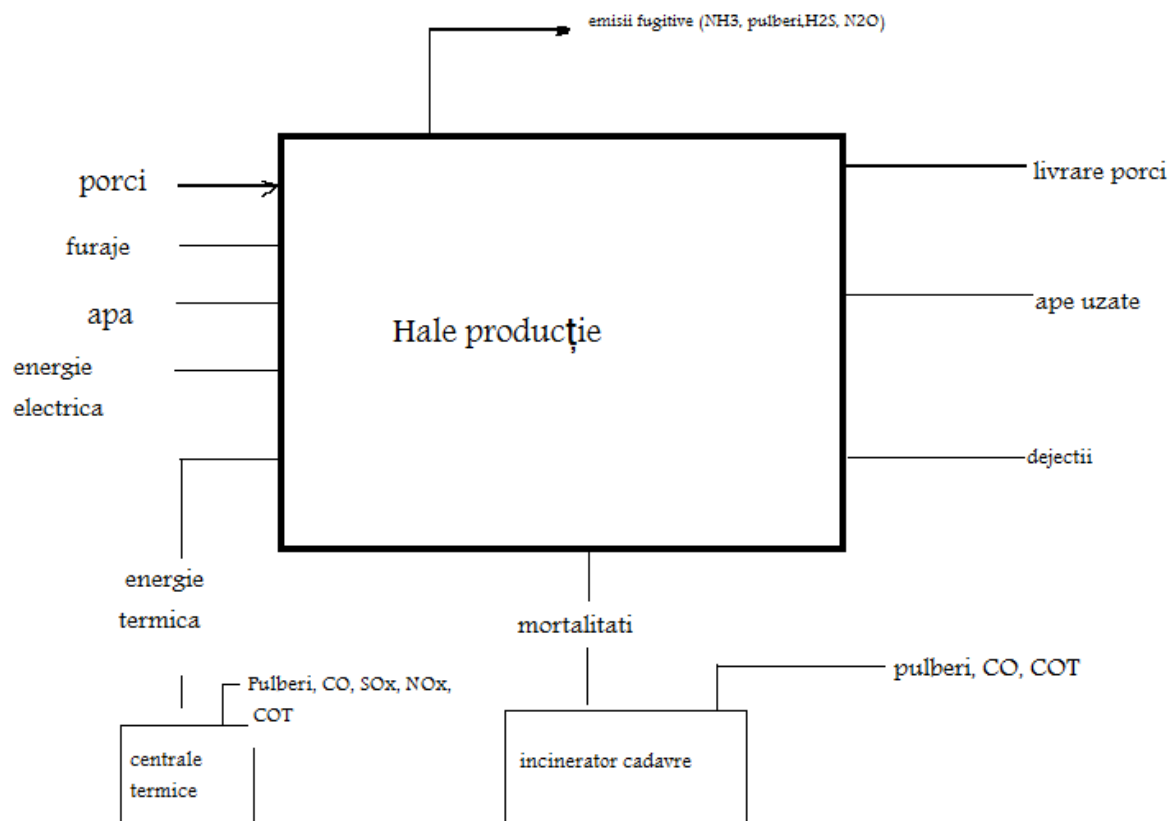 emisii fugitive (NH3, pulberi,H2S, N2O)
porci
furaje
apa
energie
electrica
Hale producție
livrare porci
ape uzate
dejectii
energie
termica
mortalitati
Pulberi, CO, SOx, NOx,
COT
pulberi, CO, COT
centrale
termice
incinerator cadavre